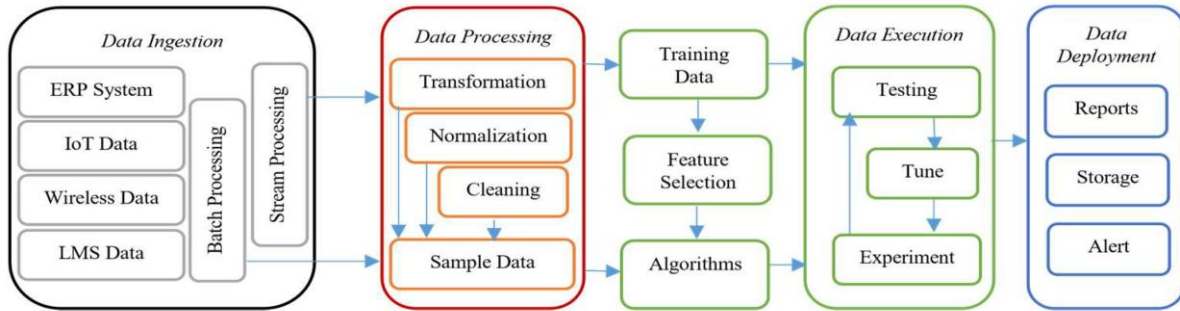 Data Ingestion
ERP System
IoT Data
Wireless Data
LMS Data
Batch Processing
Stream Processing
Data Processing
Transformation
Normalization
Cleaning
Sample Data
Training
Data
Feature
Selection
Algorithms
Data Execution
Testing
Tune
Experiment
Data
Deployment
Reports
Storage
Alert